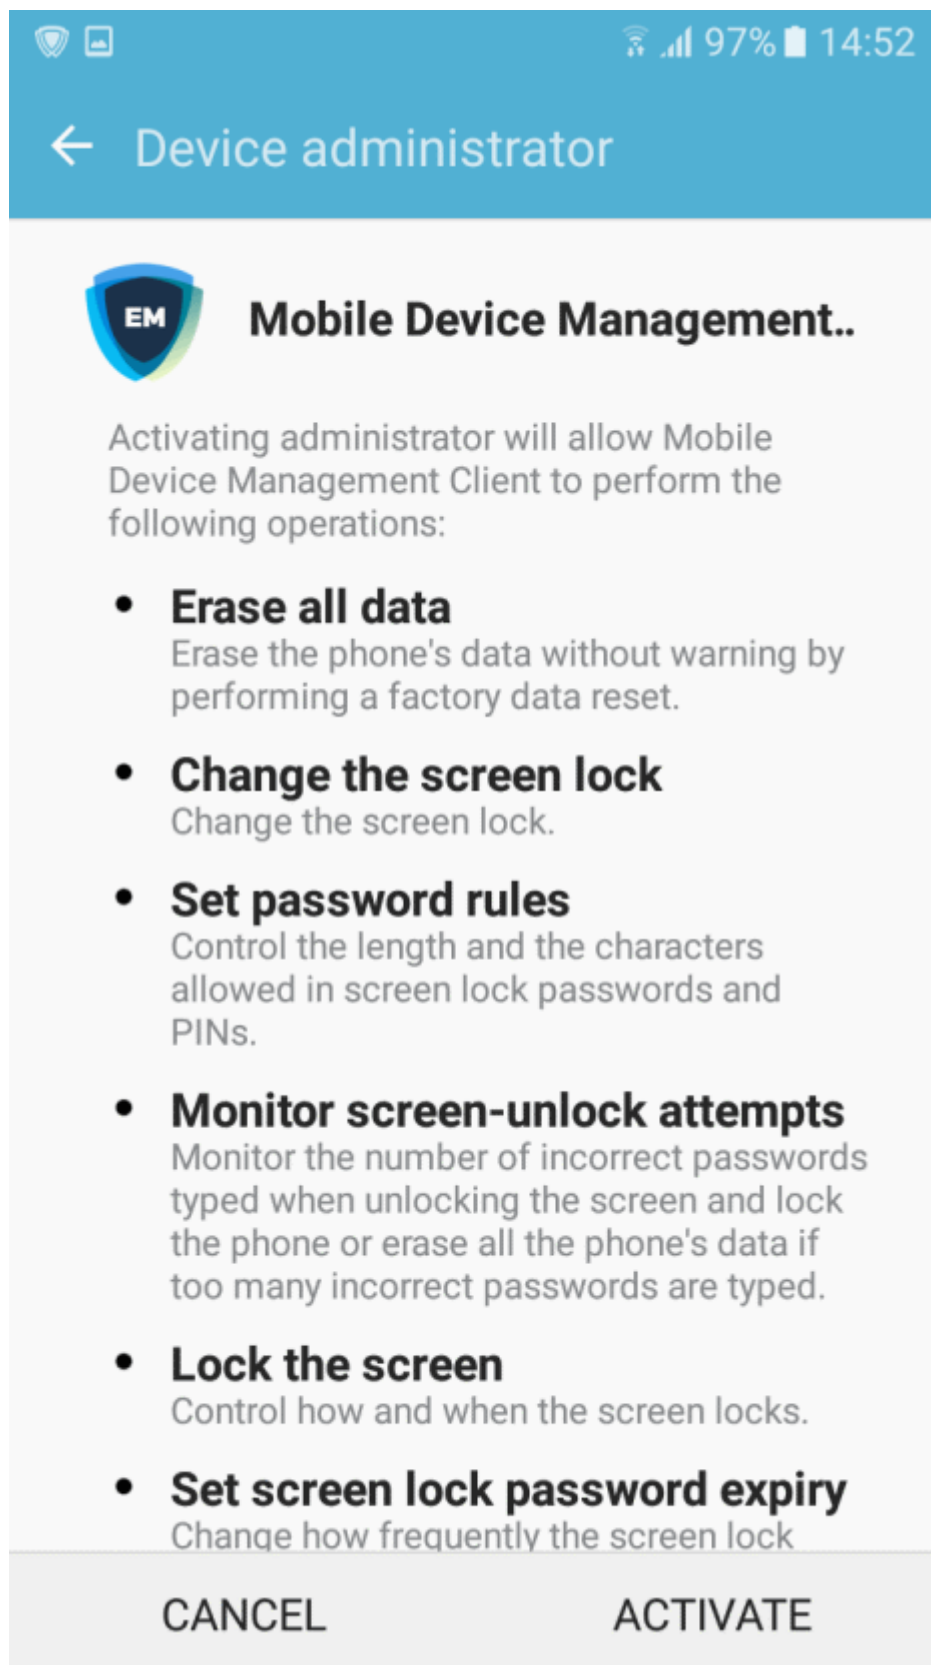 97% 14:52
Device administrator
EM
Mobile Device Management..
Activating administrator will allow Mobile
Device Management Client to perform the
following operations:
• Erase all data
Erase the phone's data without warning by
performing a factory data reset.
• Change the screen lock
Change the screen lock.
• Set password rules
Control the length and the characters
allowed in screen lock passwords and
PINs.
• Monitor screen-unlock attempts
Monitor the number of incorrect passwords
typed when unlocking the screen and lock
the phone or erase all the phone's data if
too many incorrect passwords are typed.
• Lock the screen
Control how and when the screen locks.
• Set screen lock password expiry
Change how frequently the screen lock
CANCEL ACTIVATE